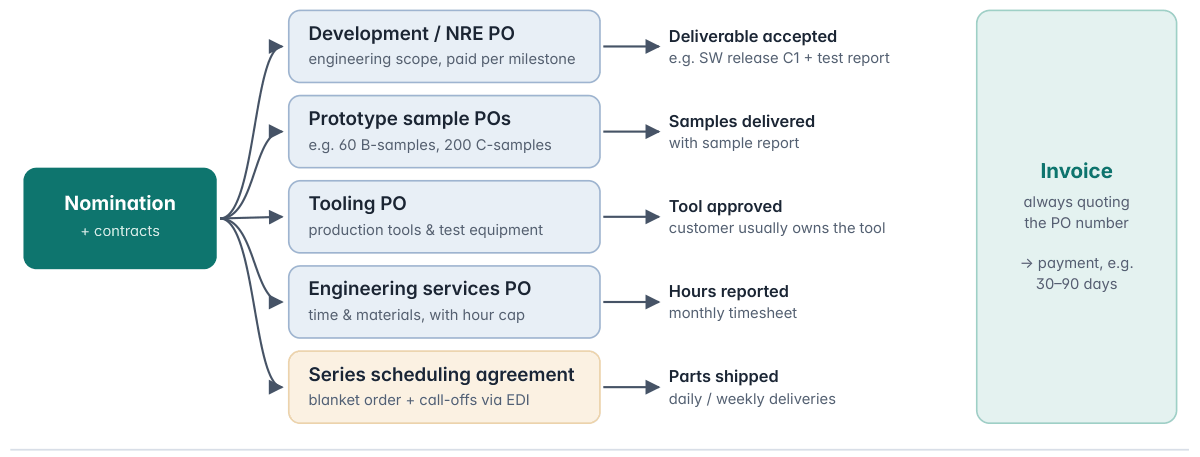 Nomination
+ contracts
Development / NRE PO
engineering scope, paid per milestone
Deliverable accepted
e.g. SW release C1 + test report
Prototype sample POs
e.g. 60 B-samples, 200 C-samples
Samples delivered
with sample report
Tooling PO
production tools & test equipment
Tool approved
customer usually owns the tool
Engineering services PO
time & materials, with hour cap
Hours reported
monthly timesheet
Series scheduling agreement
blanket order + call-offs via EDI
Parts shipped
daily / weekly deliveries
Invoice
always quoting
the PO number
→ payment, e.g.
30–90 days